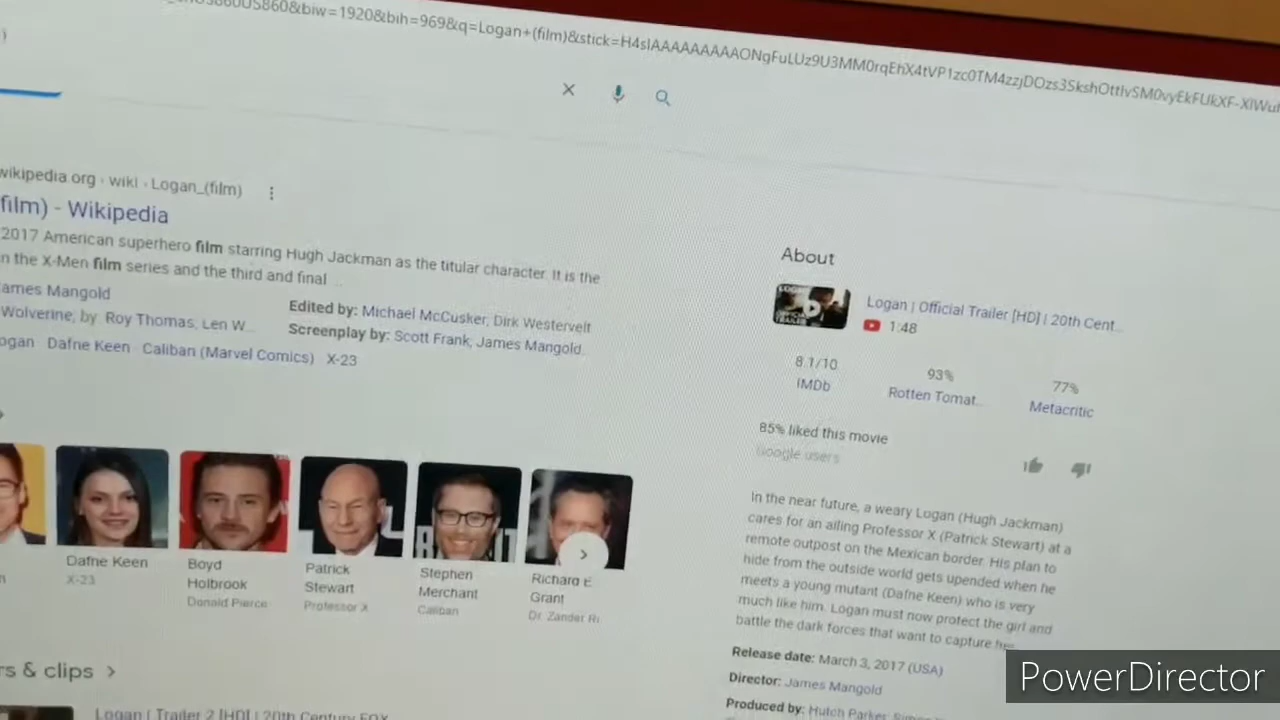 &biw=1920&bih=969&q=Logan+(film)&stick=
wikipedia.org › wiki › Logan_(film)
film) - Wikipedia
2017 American superhero film starring Hugh Jackman as the titular character. It is the
n the X-Men film series and the third and final ...
ames Mangold
Wolverine, by Roy Thomas, Len W...
ogan · Dafne Keen · Caliban (Marvel Comics) · X-23
Edited by: Michael McCusker; Dirk Westervelt
Screenplay by: Scott Frank; James Mangold;
Dafne Keen
X-23
Boyd
Holbrook
Donald Pierce
Patrick
Stewart
Professor X
Stephen
Merchant
Caliban
Richard E
Grant
Dr. Zander Ri
rs & clips >
Logan | Trailer 2 [HD] | 20th Century FOX
About
Logan | Official Trailer [HD] | 20th Cent...
1:48
8.1/10
IMDb
93%
Rotten Tomat...
77%
Metacritic
85% liked this movie
Google users
In the near future, a weary Logan (Hugh Jackman)
cares for an ailing Professor X (Patrick Stewart) at a
remote outpost on the Mexican border. His plan to
hide from the outside world gets upended when he
meets a young mutant (Dafne Keen) who is very
much like him. Logan must now protect the girl and
battle the dark forces that want to capture her.
Release date: March 3, 2017 (USA)
Director: James Mangold
Produced by: Hutch Parker,
PowerDirector